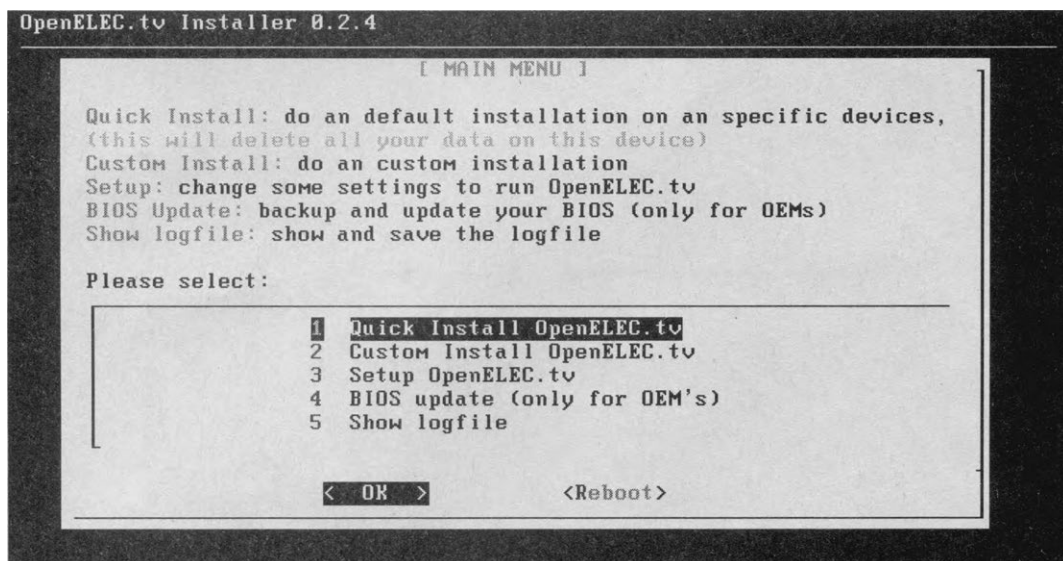 OpenELEC.tv Installer 0.2.4
[ MAIN MENU ]
Quick Install: do an default installation on an specific devices,
(this will delete all your data on this device)
Custom Install: do an custom installation
Setup: change some settings to run OpenELEC.tv
BIOS Update: backup and update your BIOS (only for OEMs)
Show logfile: show and save the logfile
Please select:
1 Quick Install OpenELEC.tv
2 Custom Install OpenELEC.tv
3 Setup OpenELEC.tv
4 BIOS update (only for OEM's)
5 Show logfile
< OK > <Reboot>